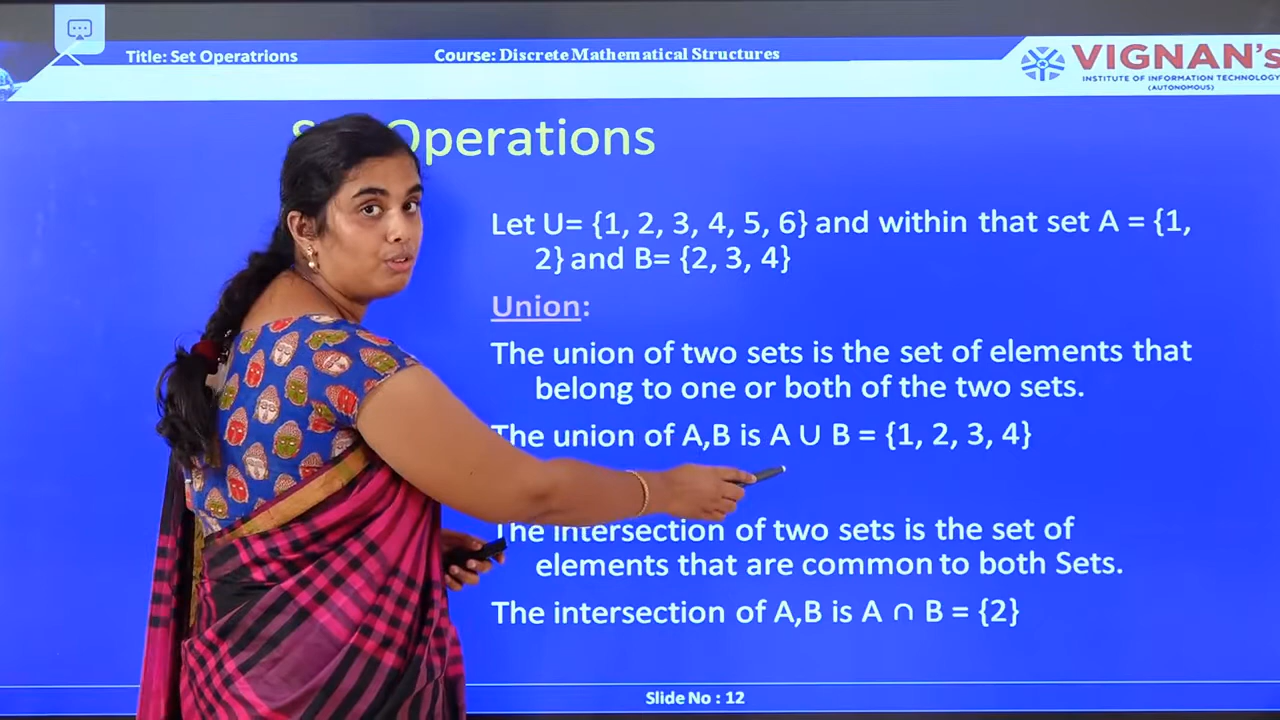 Title: Set Operatrions
Course: Discrete Mathematical Structures
VIGNAN's
INSTITUTE OF INFORMATION TECHNOLOGY
(AUTONOMOUS)
Operations
Let U= {1, 2, 3, 4, 5, 6} and within that set A = {1,
2} and B= {2, 3, 4}
Union:
The union of two sets is the set of elements that
belong to one or both of the two sets.
The union of A,B is A ∪ B = {1, 2, 3, 4}
The intersection of two sets is the set of
elements that are common to both Sets.
The intersection of A,B is A ∩ B = {2}
Slide No : 12